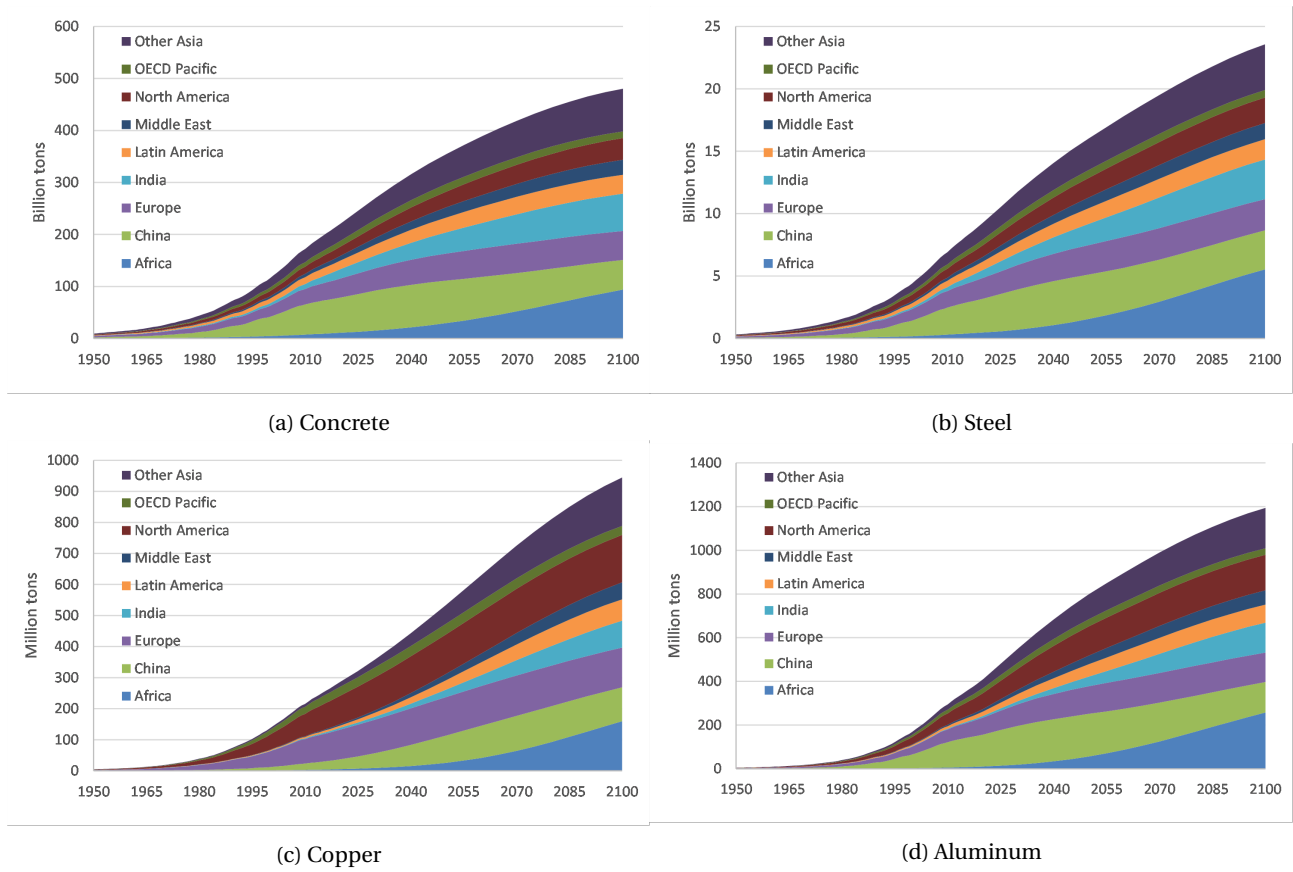 600
500
400
300
200
100
0
Billion tons
Other Asia
OECD Pacific
North America
Middle East
Latin America
India
Europe
China
Africa
1950 1965 1980 1995 2010 2025 2040 2055 2070 2085 2100
(a) Concrete
25
20
15
10
5
0
Billion tons
Other Asia
OECD Pacific
North America
Middle East
Latin America
India
Europe
China
Africa
1950 1965 1980 1995 2010 2025 2040 2055 2070 2085 2100
(b) Steel
1000
900
800
700
600
500
400
300
200
100
0
Million tons
Other Asia
OECD Pacific
North America
Middle East
Latin America
India
Europe
China
Africa
1950 1965 1980 1995 2010 2025 2040 2055 2070 2085 2100
(c) Copper
1400
1200
1000
800
600
400
200
0
Million tons
Other Asia
OECD Pacific
North America
Middle East
Latin America
India
Europe
China
Africa
1950 1965 1980 1995 2010 2025 2040 2055 2070 2085 2100
(d) Aluminum